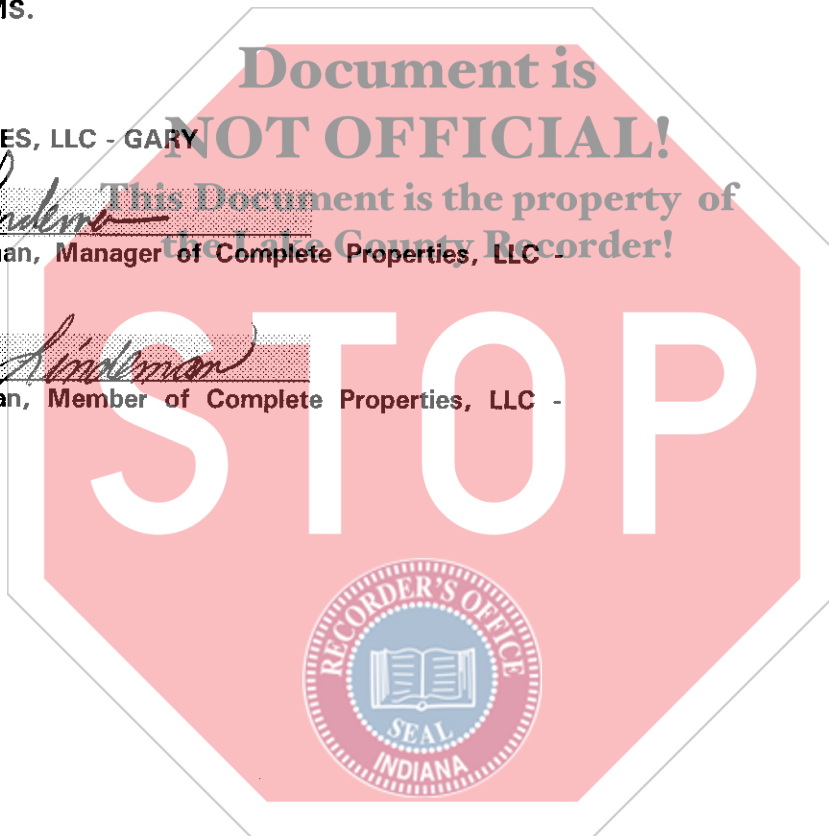 MS.
Document is
NOT OFFICIAL!
ES, LLC - GARY
This Document is the property of
the Lake County Recorder!
an, Manager of Complete Properties, LLC -
Lindeman
an, Member of Complete Properties, LLC -
STOP
RECORDER'S OFFICE
SEAL
INDIANA